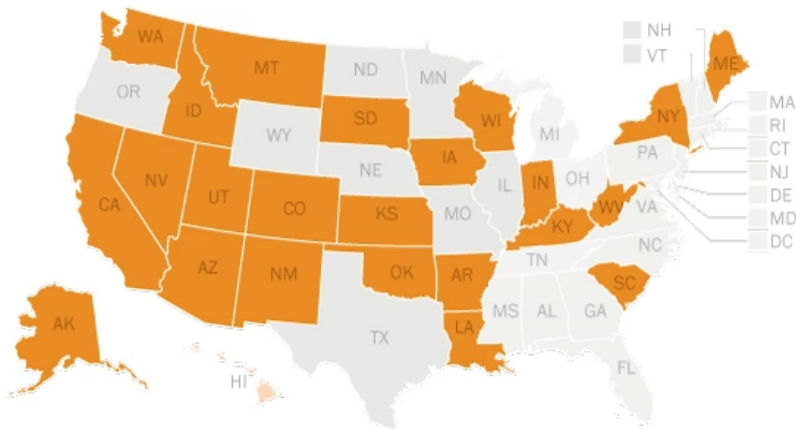 NH
VT
WA
MT
ND
MN
ME
OR
ID
SD
WI
NY
MA
WY
MI
RI
IA
PA
CT
NE
NV
UT
CO
IL
IN
OH
NJ
CA
KS
MO
KY
WV
VA
DE
MD
AZ
NM
OK
AR
TN
NC
DC
SC
AK
TX
LA
MS
AL
GA
HI
FL